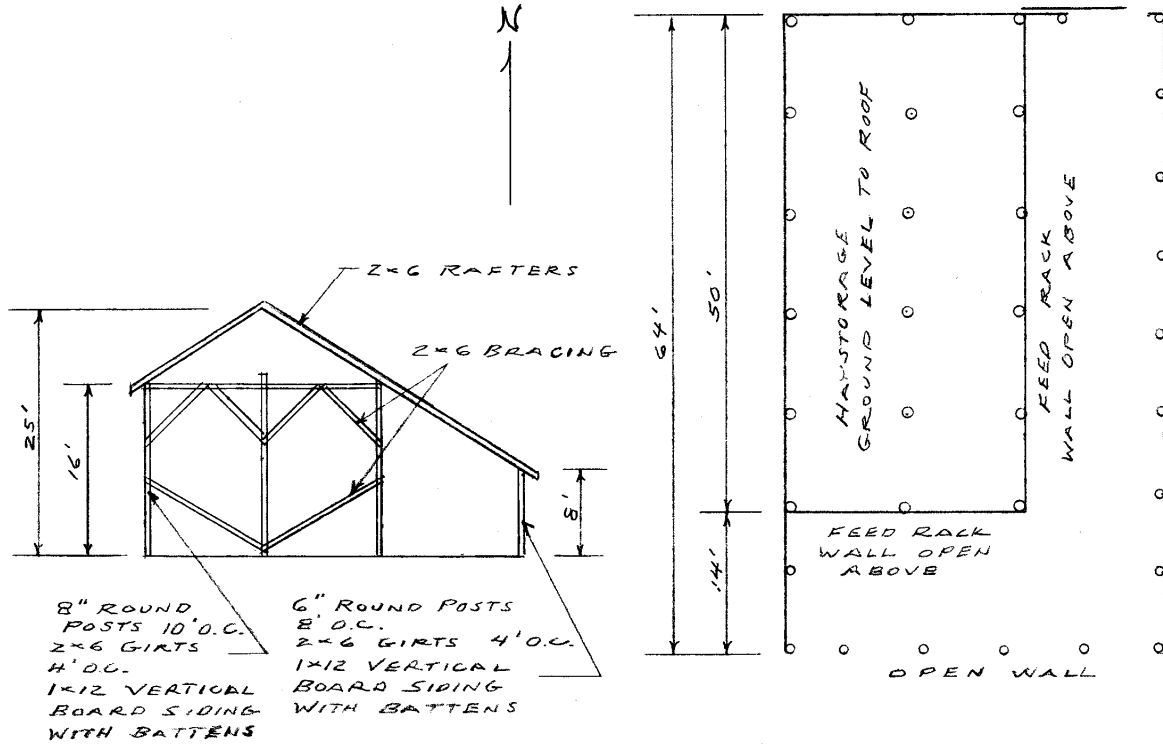 N
2×6 RAFTERS
2×6 BRACING
25'
16'
8'
8" ROUND
POSTS 10' O.C.
2×6 GIRTS
4' O.C.
1×12 VERTICAL
BOARD SIDING
WITH BATTENS
6" ROUND POSTS
8' O.C.
2×6 GIRTS 4' O.C.
1×12 VERTICAL
BOARD SIDING
WITH BATTENS
64'
50'
14'
HAYSTORAGE
GROUND LEVEL TO ROOF
FEED RACK
WALL OPEN ABOVE
FEED RACK
WALL OPEN
ABOVE
OPEN WALL